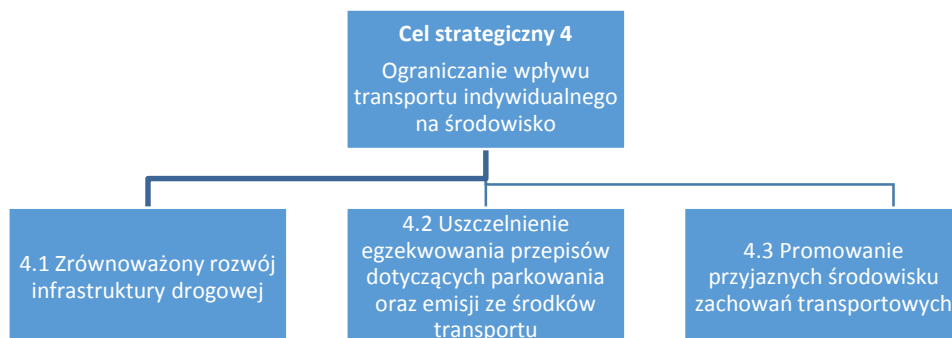 Cel strategiczny 4
Ograniczanie wpływu
transportu indywidualnego
na środowisko
4.1 Zrównoważony rozwój
infrastruktury drogowej
4.2 Uszczelnienie
egzekwowania przepisów
dotyczących parkowania
oraz emisji ze środków
transportu
4.3 Promowanie
przyjaznych środowisku
zachowań transportowych